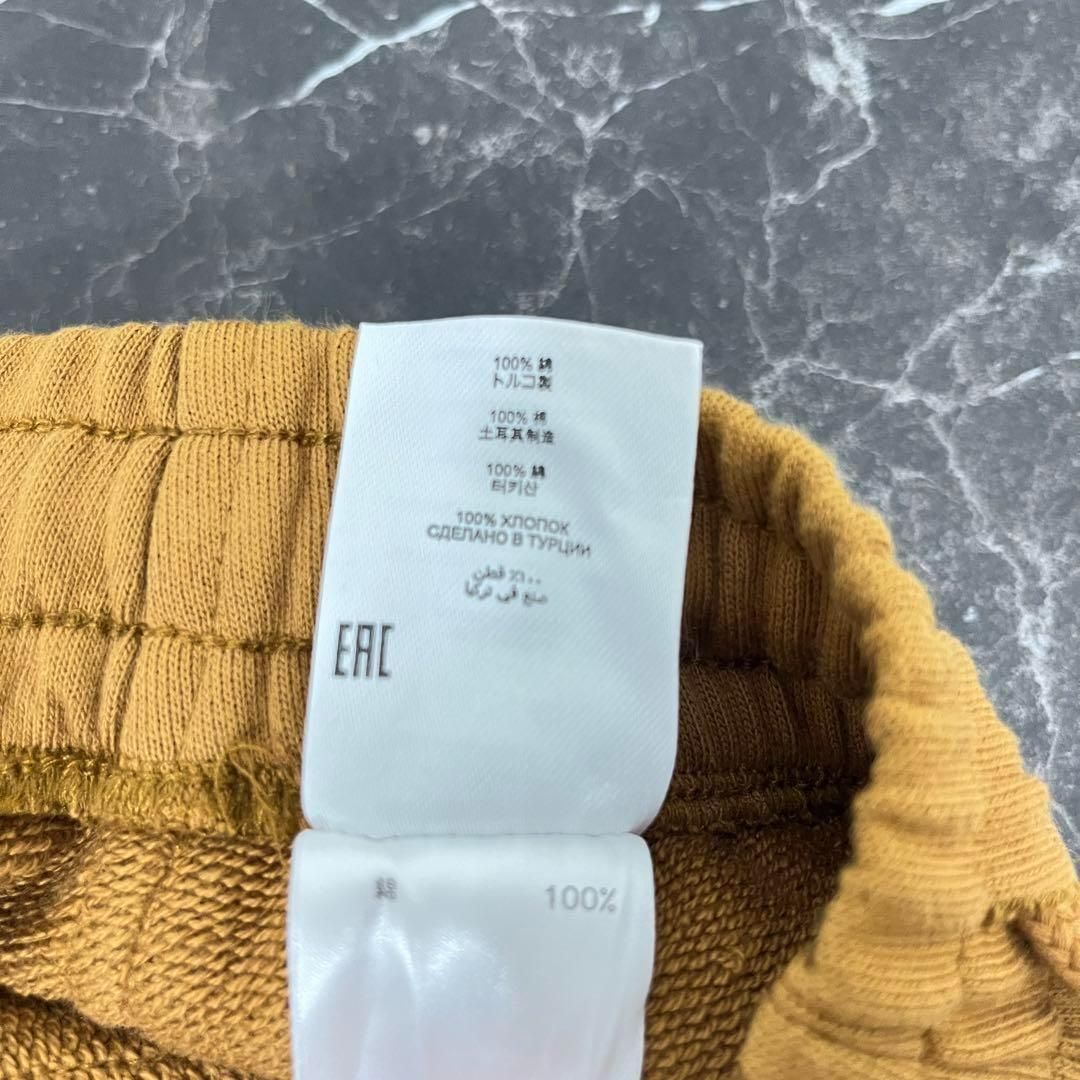 100% 綿
トルコ製
100% 棉
土耳其制造
100% 綿
터키산
100% ХЛОПОК
СДЕЛАНО В ТУРЦИИ
٪١٠٠ قطن
صنع في تركيا
EAC
綿 100%